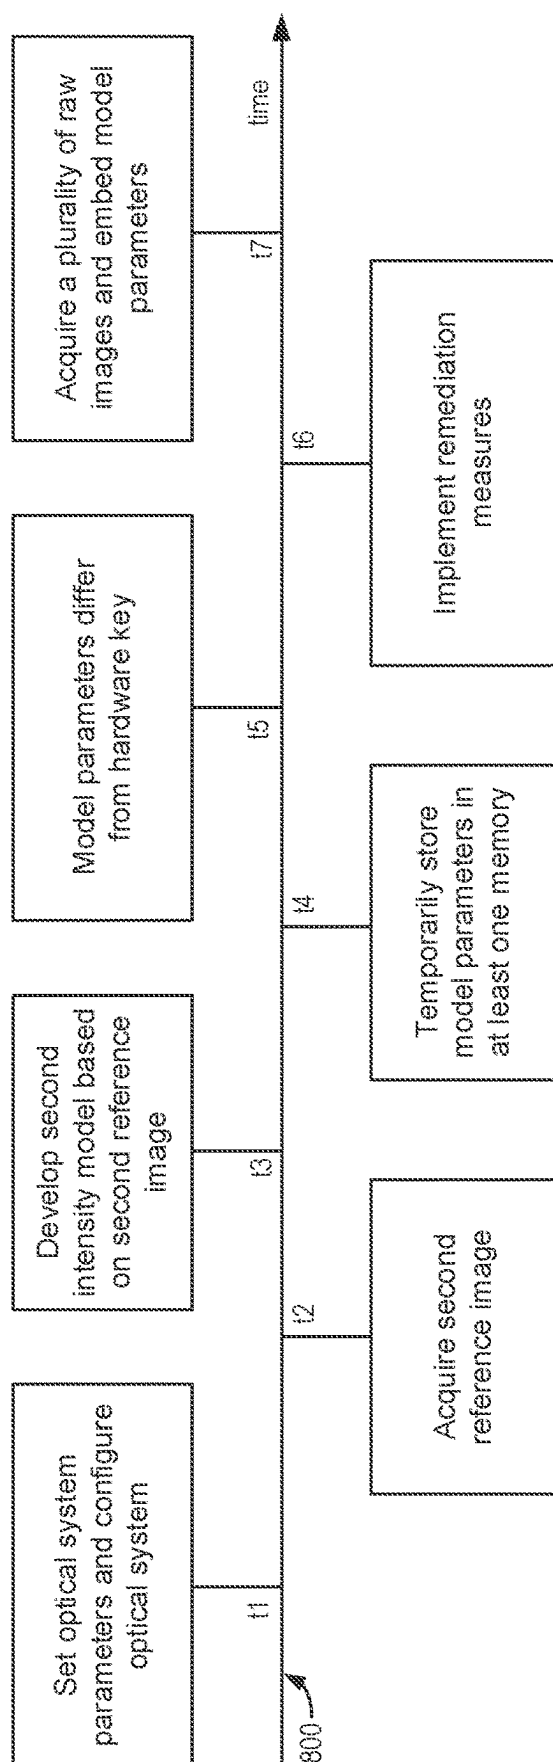 Set optical system
parameters and configure
optical system
t1
800
Acquire second
reference image
t2
Develop second
intensity model based
on second reference
image
t3
Temporarily store
model parameters in
at least one memory
t4
Model parameters differ
from hardware key
t5
Implement remediation
measures
t6
Acquire a plurality of raw
images and embed model
parameters
t7
time